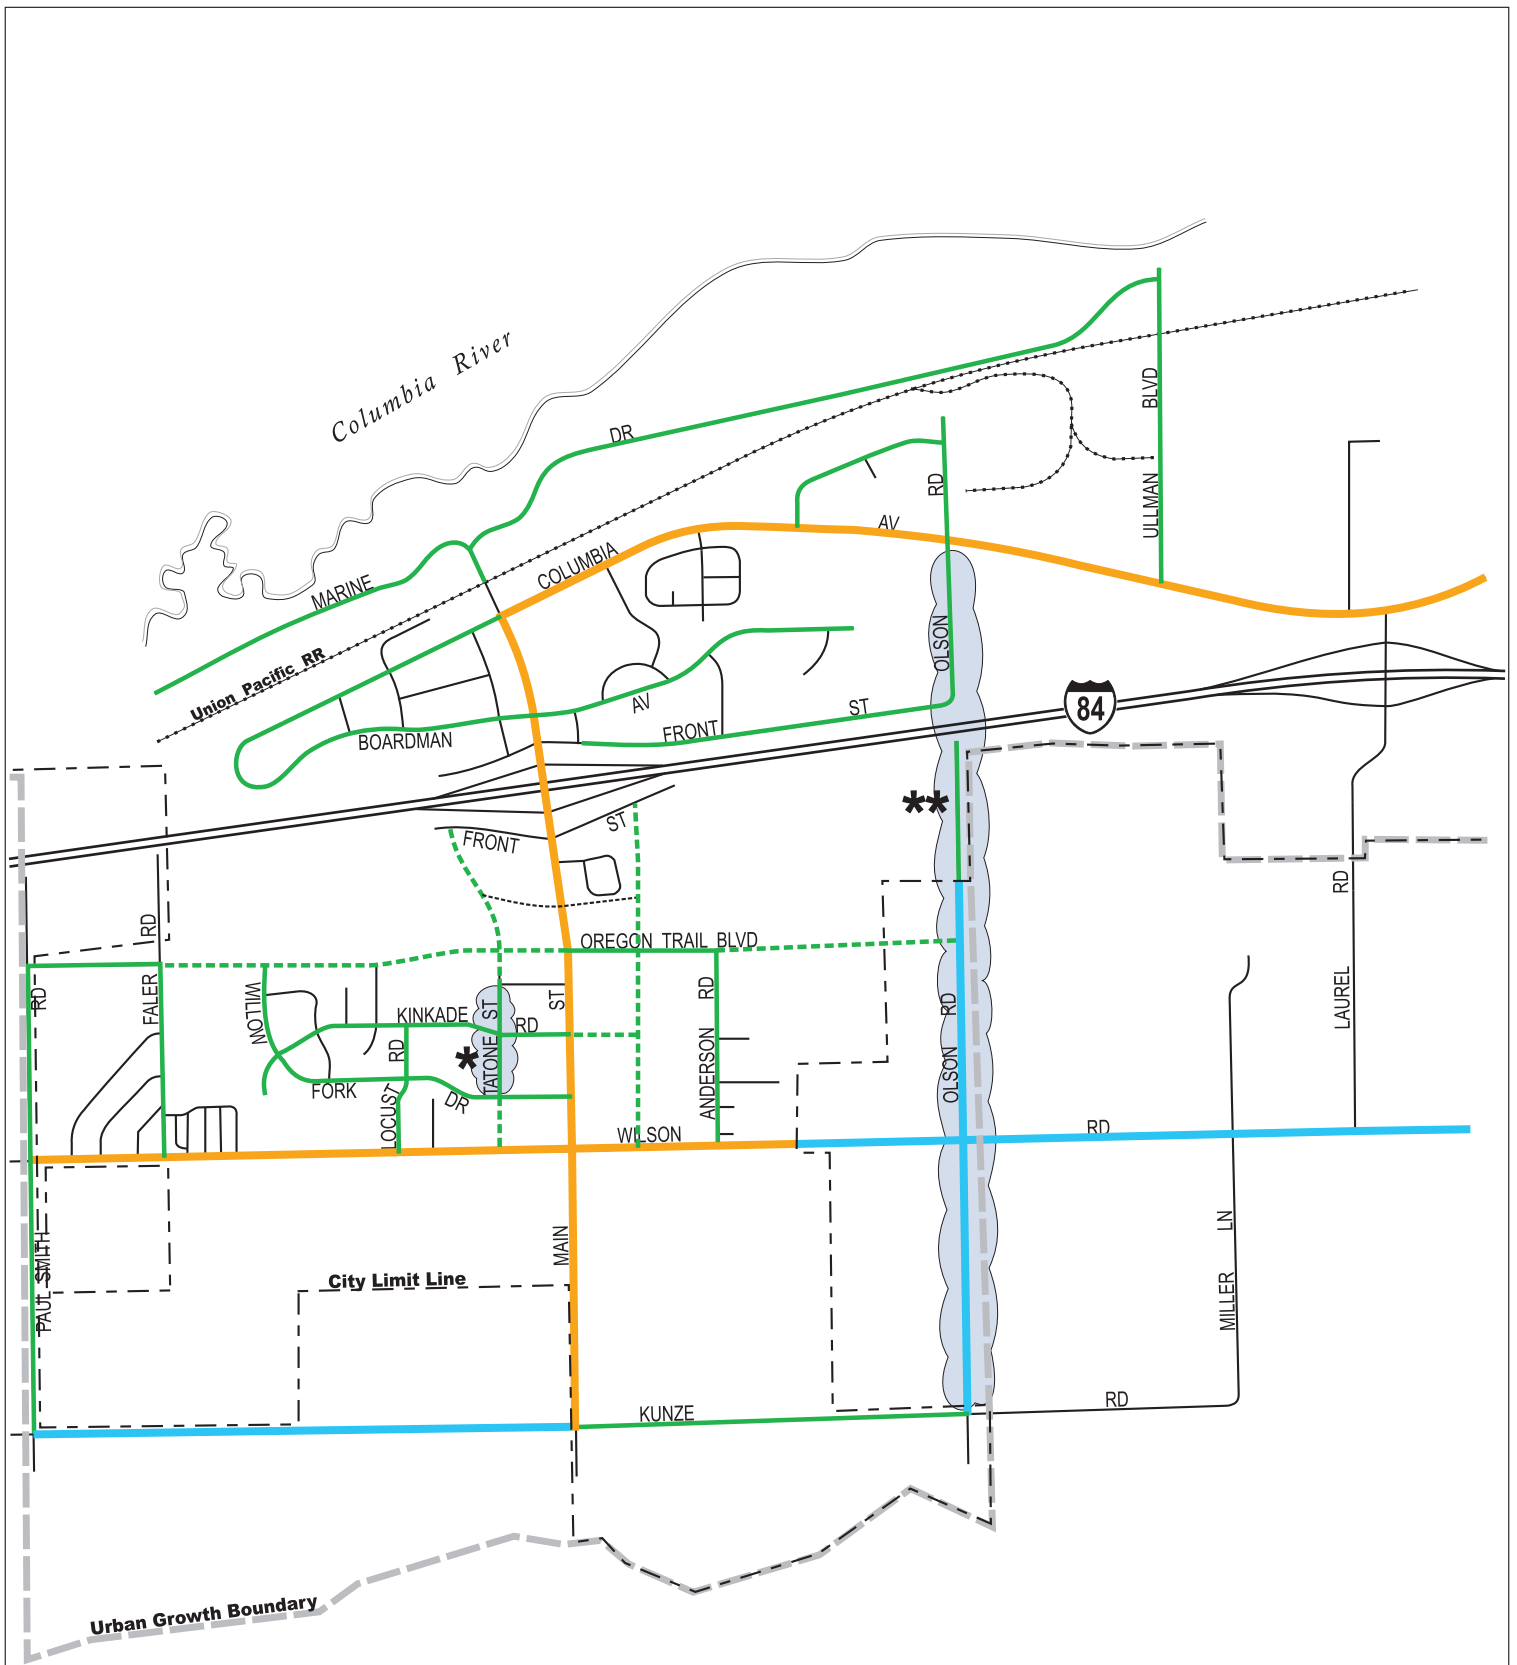 Columbia River
BLVD
ULLMAN
DR
RD
AV
COLUMBIA
MARINE
Union Pacific RR
OLSON
AV
ST
FRONT
BOARDMAN
84
**
ST
FRONT
RD
RD
OREGON TRAIL BLVD
RD
FALER
WILLOW
KINKADE
ST
RD
ST
RD
RD
LAUREL
*
TATONE
RD
FORK
LOCUST
DR
ANDERSON
OLSON
WILSON
RD
PAUL SMITH
MAIN
LN
MILLER
City Limit Line
KUNZE
RD
Urban Growth Boundary